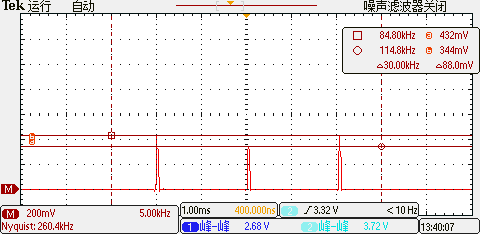 Tek 运行 自动 噪声滤波器关闭
84.80kHz 432mV
114.8kHz 344mV
△30.00kHz △88.0mV
M
M 200mV 5.00kHz
Nyquist: 260.4kHz
1.00ms 400.000ns
2 3.32 V < 10 Hz
1 峰-峰 2.68 V 2 峰-峰 3.72 V
13:40:07